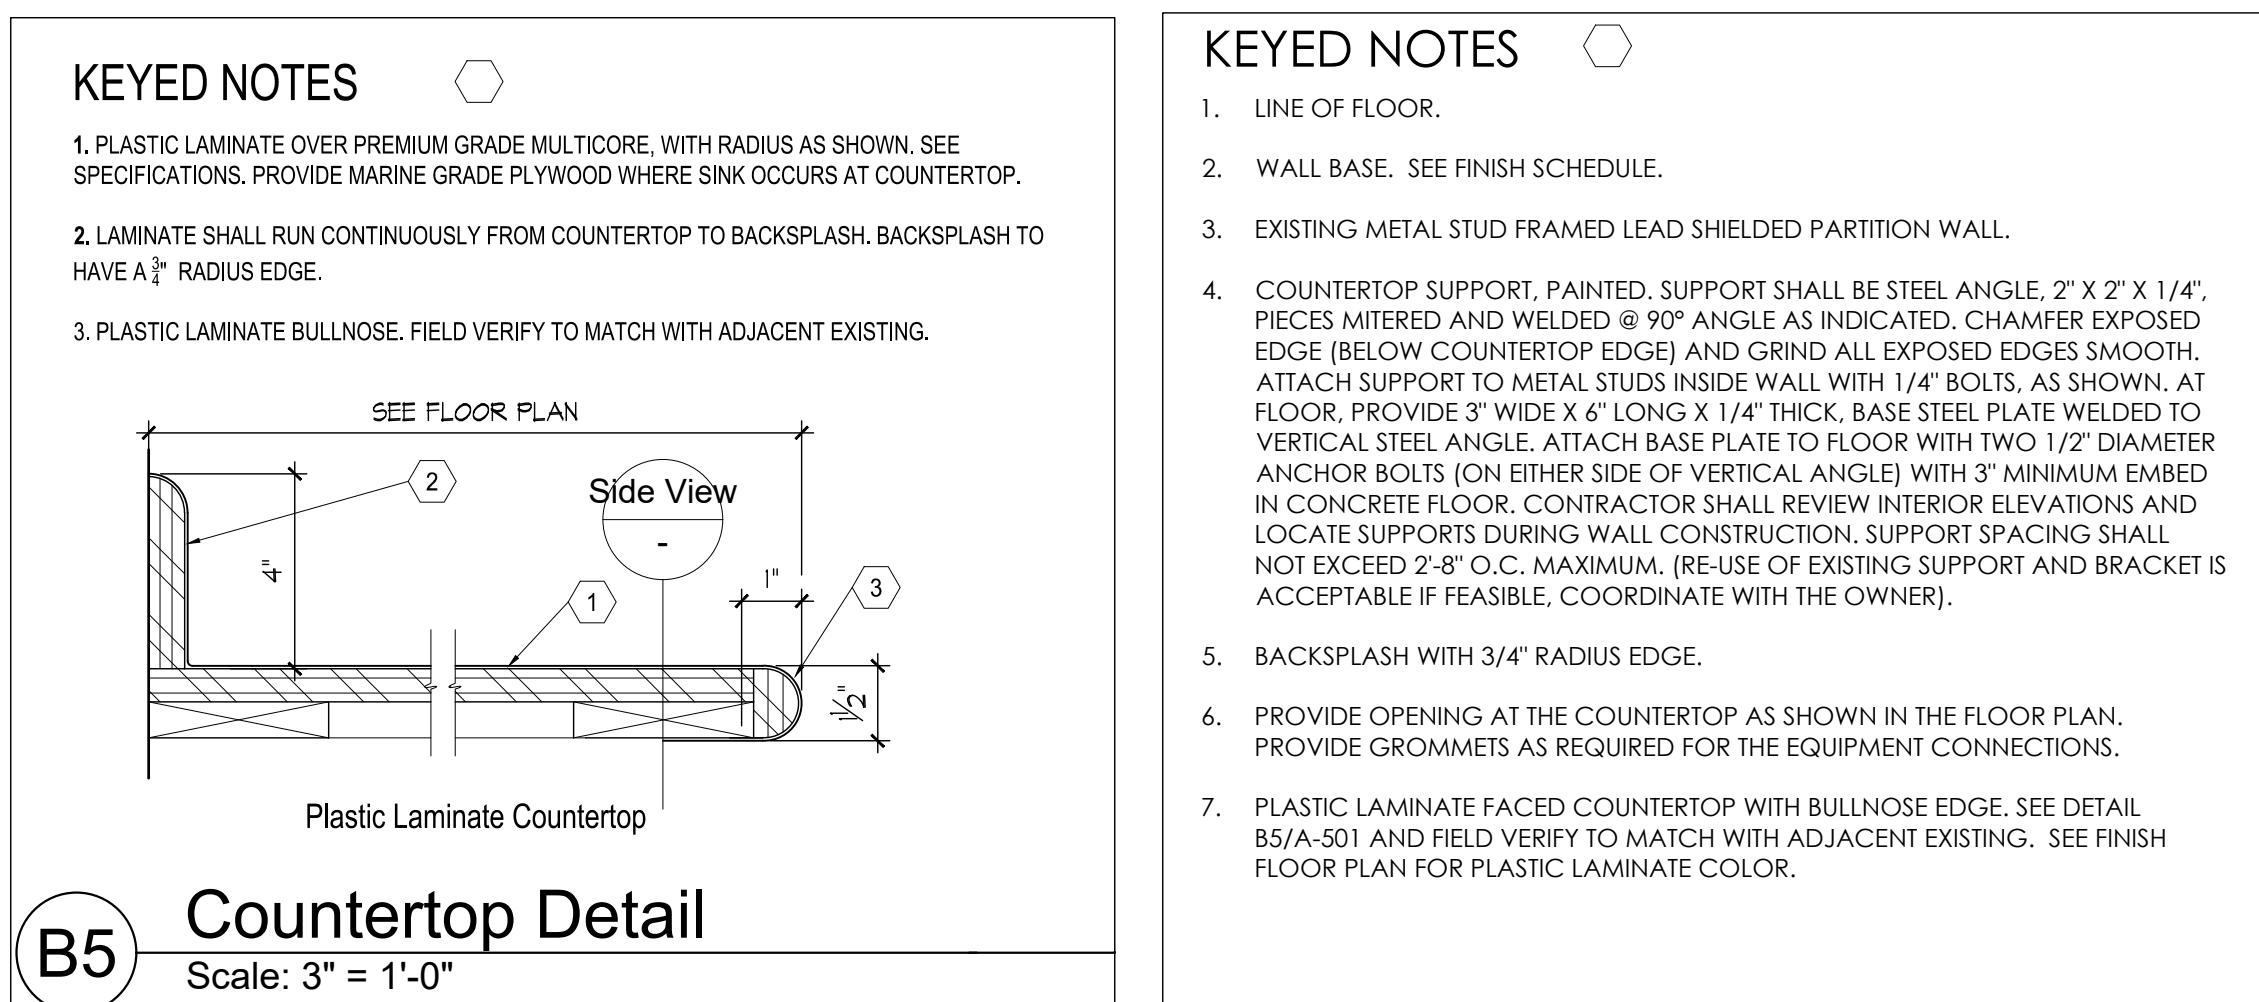 KEYED NOTES
1. PLASTIC LAMINATE OVER PREMIUM GRADE MULTICORE, WITH RADIUS AS SHOWN. SEE
SPECIFICATIONS. PROVIDE MARINE GRADE PLYWOOD WHERE SINK OCCURS AT COUNTERTOP.
2. LAMINATE SHALL RUN CONTINUOUSLY FROM COUNTERTOP TO BACKSPLASH. BACKSPLASH TO
HAVE A 3/4" RADIUS EDGE.
3. PLASTIC LAMINATE BULLNOSE. FIELD VERIFY TO MATCH WITH ADJACENT EXISTING.
SEE FLOOR PLAN
2
Side View
-
4"
1"
3
1
1 1/2"
Plastic Laminate Countertop
B5
Countertop Detail
Scale: 3" = 1'-0"
KEYED NOTES
1. LINE OF FLOOR.
2. WALL BASE. SEE FINISH SCHEDULE.
3. EXISTING METAL STUD FRAMED LEAD SHIELDED PARTITION WALL.
4. COUNTERTOP SUPPORT, PAINTED. SUPPORT SHALL BE STEEL ANGLE, 2" X 2" X 1/4",
PIECES MITERED AND WELDED @ 90° ANGLE AS INDICATED. CHAMFER EXPOSED
EDGE (BELOW COUNTERTOP EDGE) AND GRIND ALL EXPOSED EDGES SMOOTH.
ATTACH SUPPORT TO METAL STUDS INSIDE WALL WITH 1/4" BOLTS, AS SHOWN. AT
FLOOR, PROVIDE 3" WIDE X 6" LONG X 1/4" THICK, BASE STEEL PLATE WELDED TO
VERTICAL STEEL ANGLE. ATTACH BASE PLATE TO FLOOR WITH TWO 1/2" DIAMETER
ANCHOR BOLTS (ON EITHER SIDE OF VERTICAL ANGLE) WITH 3" MINIMUM EMBED
IN CONCRETE FLOOR. CONTRACTOR SHALL REVIEW INTERIOR ELEVATIONS AND
LOCATE SUPPORTS DURING WALL CONSTRUCTION. SUPPORT SPACING SHALL
NOT EXCEED 2'-8" O.C. MAXIMUM. (RE-USE OF EXISTING SUPPORT AND BRACKET IS
ACCEPTABLE IF FEASIBLE, COORDINATE WITH THE OWNER).
5. BACKSPLASH WITH 3/4" RADIUS EDGE.
6. PROVIDE OPENING AT THE COUNTERTOP AS SHOWN IN THE FLOOR PLAN.
PROVIDE GROMMETS AS REQUIRED FOR THE EQUIPMENT CONNECTIONS.
7. PLASTIC LAMINATE FACED COUNTERTOP WITH BULLNOSE EDGE. SEE DETAIL
B5/A-501 AND FIELD VERIFY TO MATCH WITH ADJACENT EXISTING. SEE FINISH
FLOOR PLAN FOR PLASTIC LAMINATE COLOR.